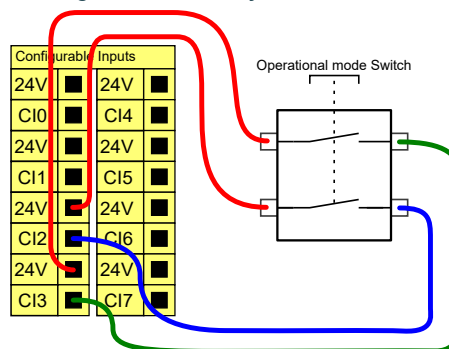 Configurable Inputs
Operational mode Switch
24V 24V
CI0 CI4
24V 24V
CI1 CI5
24V 24V
CI2 CI6
24V 24V
CI3 CI7